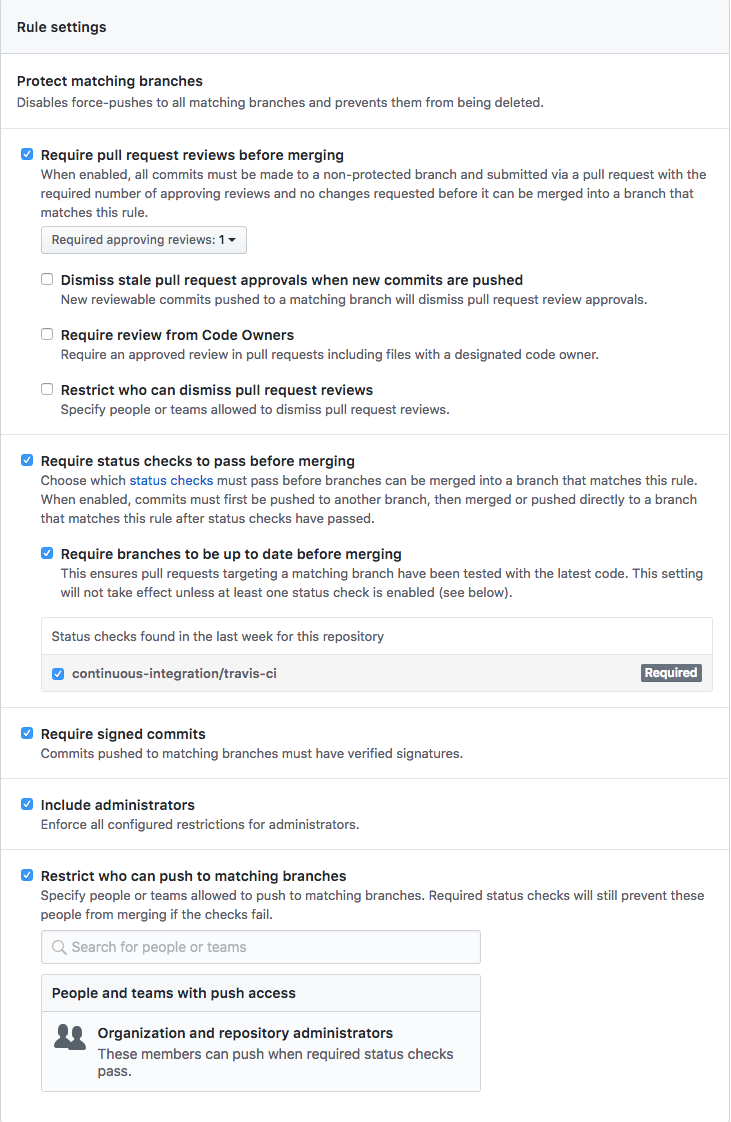 Rule settings
Protect matching branches
Disables force-pushes to all matching branches and prevents them from being deleted.
Require pull request reviews before merging
When enabled, all commits must be made to a non-protected branch and submitted via a pull request with the
required number of approving reviews and no changes requested before it can be merged into a branch that
matches this rule.
Required approving reviews: 1
Dismiss stale pull request approvals when new commits are pushed
New reviewable commits pushed to a matching branch will dismiss pull request review approvals.
Require review from Code Owners
Require an approved review in pull requests including files with a designated code owner.
Restrict who can dismiss pull request reviews
Specify people or teams allowed to dismiss pull request reviews.
Require status checks to pass before merging
Choose which status checks must pass before branches can be merged into a branch that matches this rule.
When enabled, commits must first be pushed to another branch, then merged or pushed directly to a branch
that matches this rule after status checks have passed.
Require branches to be up to date before merging
This ensures pull requests targeting a matching branch have been tested with the latest code. This setting
will not take effect unless at least one status check is enabled (see below).
Status checks found in the last week for this repository
continuous-integration/travis-ci Required
Require signed commits
Commits pushed to matching branches must have verified signatures.
Include administrators
Enforce all configured restrictions for administrators.
Restrict who can push to matching branches
Specify people or teams allowed to push to matching branches. Required status checks will still prevent these
people from merging if the checks fail.
Search for people or teams
People and teams with push access
Organization and repository administrators
These members can push when required status checks
pass.